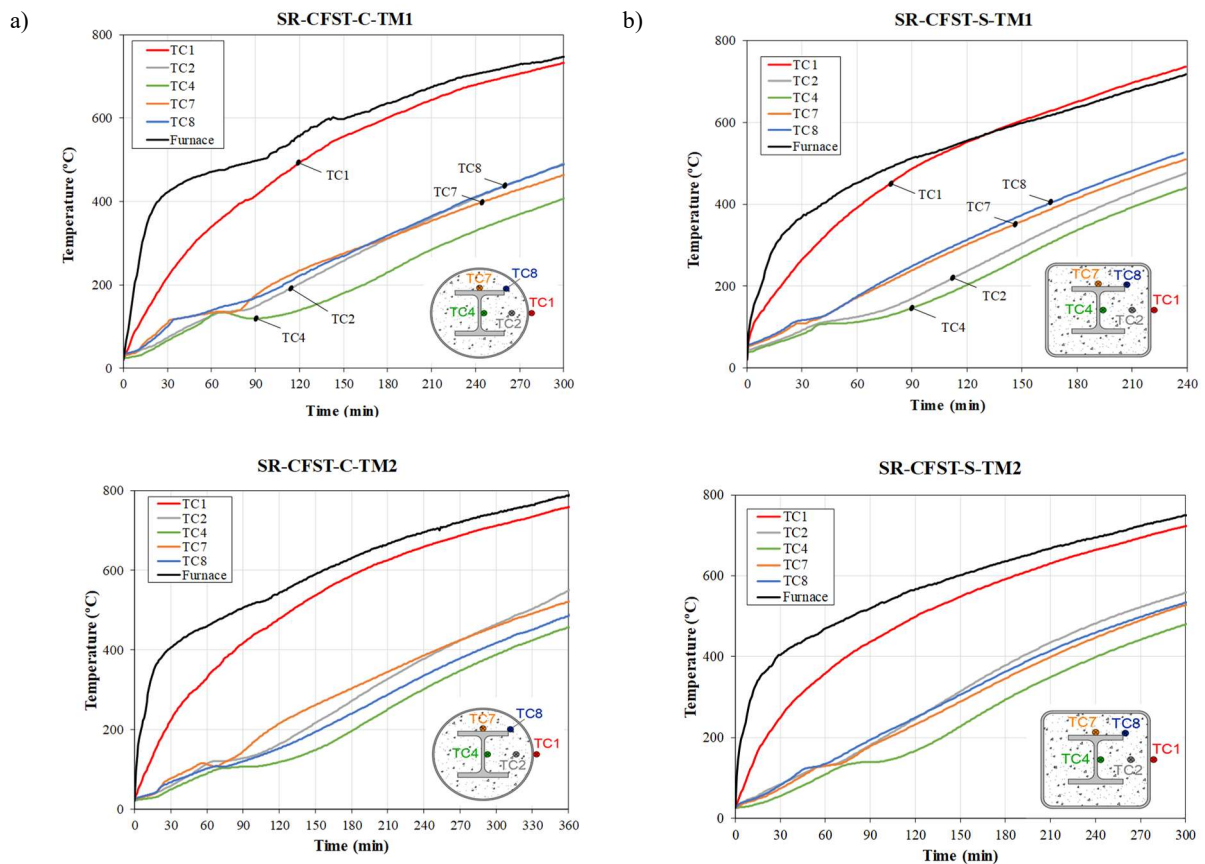 a)
SR-CFST-C-TM1
Temperature (ºC)
800
600
400
200
0
TC1
TC2
TC4
TC7
TC8
Furnace
TC1
TC8
TC7
TC2
TC4
TC7
TC8
TC1
TC4
TC2
0 30 60 90 120 150 180 210 240 270 300
Time (min)
b)
SR-CFST-S-TM1
Temperature (ºC)
800
600
400
200
0
TC1
TC2
TC4
TC7
TC8
Furnace
TC1
TC8
TC7
TC2
TC4
TC7
TC8
TC1
TC4
TC2
0 30 60 90 120 150 180 210 240
Time (min)
SR-CFST-C-TM2
Temperature (ºC)
800
600
400
200
0
TC1
TC2
TC4
TC7
TC8
Furnace
TC7
TC8
TC1
TC4
TC2
0 30 60 90 120 150 180 210 240 270 300 330 360
Time (min)
SR-CFST-S-TM2
Temperature (ºC)
800
600
400
200
0
TC1
TC2
TC4
TC7
TC8
Furnace
TC7
TC8
TC1
TC4
TC2
0 30 60 90 120 150 180 210 240 270 300
Time (min)